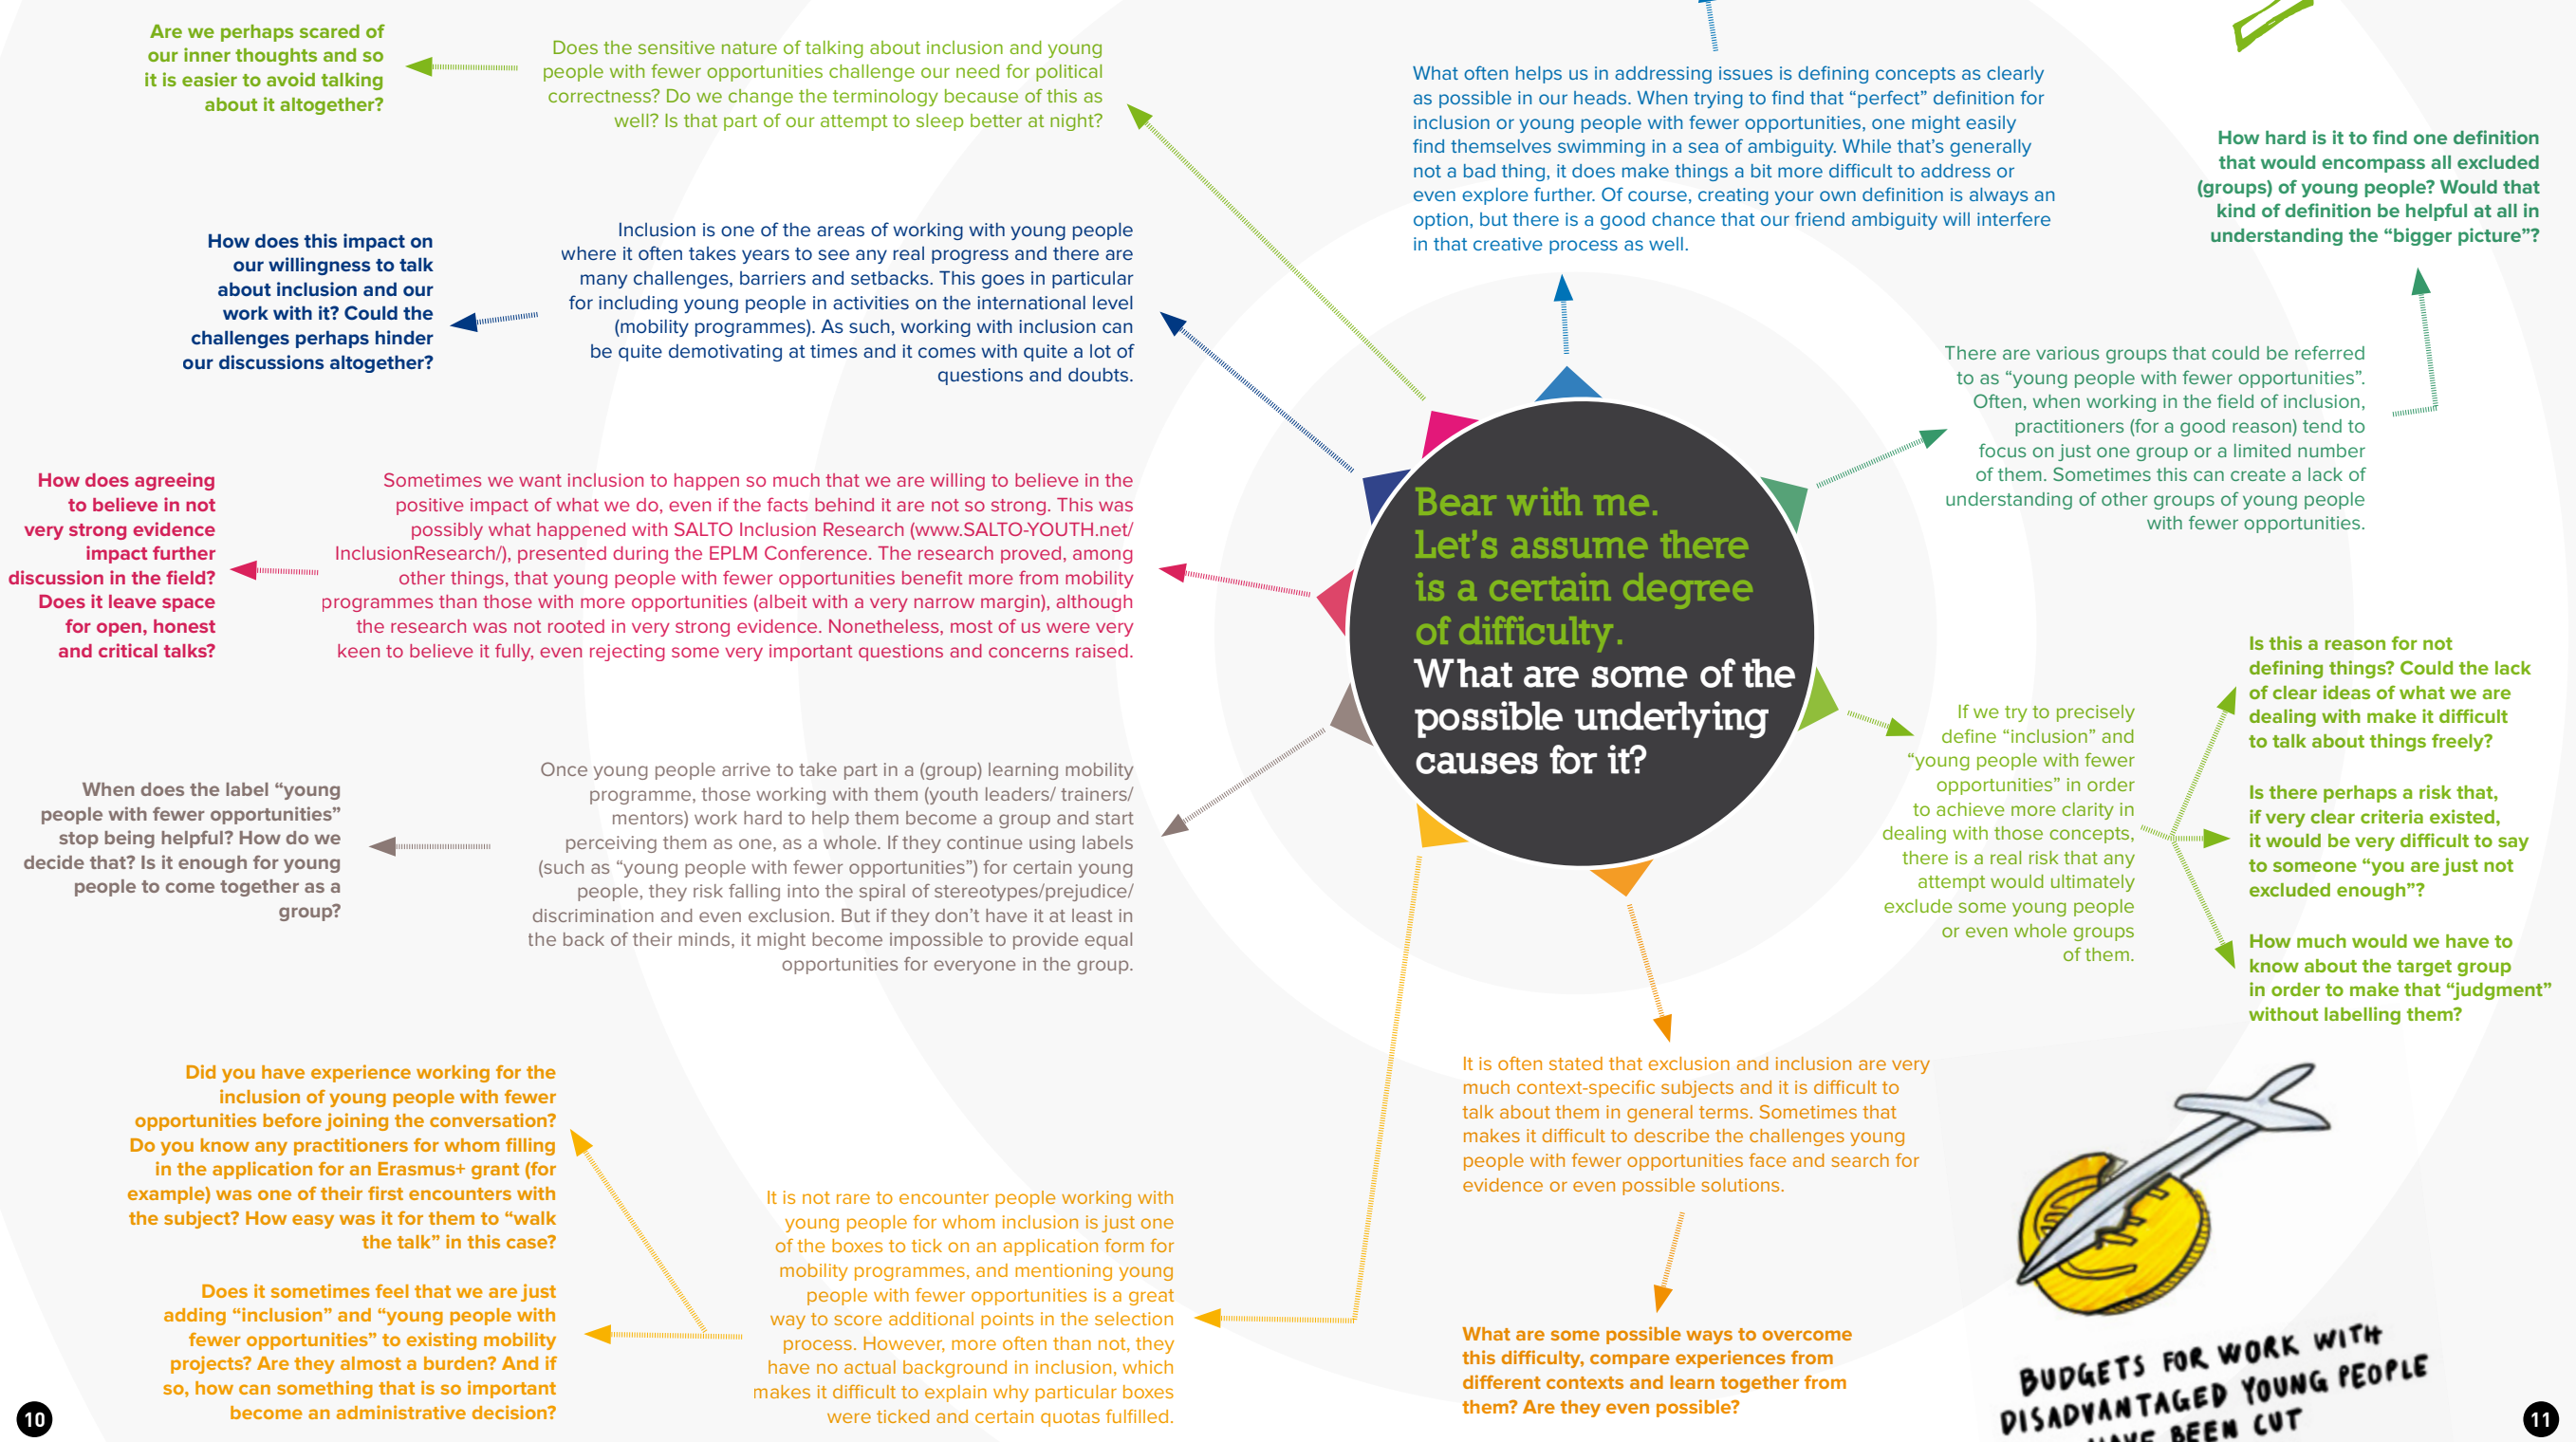 Are we perhaps scared of
our inner thoughts and so
it is easier to avoid talking
about it altogether?
Does the sensitive nature of talking about inclusion and young
people with fewer opportunities challenge our need for political
correctness? Do we change the terminology because of this as
well? Is that part of our attempt to sleep better at night?
How does this impact on
our willingness to talk
about inclusion and our
work with it? Could the
challenges perhaps hinder
our discussions altogether?
Inclusion is one of the areas of working with young people
where it often takes years to see any real progress and there are
many challenges, barriers and setbacks. This goes in particular
for including young people in activities on the international level
(mobility programmes). As such, working with inclusion can
be quite demotivating at times and it comes with quite a lot of
questions and doubts.
How does agreeing
to believe in not
very strong evidence
impact further
discussion in the field?
Does it leave space
for open, honest
and critical talks?
Sometimes we want inclusion to happen so much that we are willing to believe in the
positive impact of what we do, even if the facts behind it are not so strong. This was
possibly what happened with SALTO Inclusion Research (www.SALTO-YOUTH.net/
InclusionResearch/), presented during the EPLM Conference. The research proved, among
other things, that young people with fewer opportunities benefit more from mobility
programmes than those with more opportunities (albeit with a very narrow margin), although
the research was not rooted in very strong evidence. Nonetheless, most of us were very
keen to believe it fully, even rejecting some very important questions and concerns raised.
When does the label “young
people with fewer opportunities”
stop being helpful? How do we
decide that? Is it enough for young
people to come together as a
group?
Once young people arrive to take part in a (group) learning mobility
programme, those working with them (youth leaders/ trainers/
mentors) work hard to help them become a group and start
perceiving them as one, as a whole. If they continue using labels
(such as “young people with fewer opportunities”) for certain young
people, they risk falling into the spiral of stereotypes/prejudice/
discrimination and even exclusion. But if they don’t have it at least in
the back of their minds, it might become impossible to provide equal
opportunities for everyone in the group.
Did you have experience working for the
inclusion of young people with fewer
opportunities before joining the conversation?
Do you know any practitioners for whom filling
in the application for an Erasmus+ grant (for
example) was one of their first encounters with
the subject? How easy was it for them to “walk
the talk” in this case?
Does it sometimes feel that we are just
adding “inclusion” and “young people with
fewer opportunities” to existing mobility
projects? Are they almost a burden? And if
so, how can something that is so important
become an administrative decision?
It is not rare to encounter people working with
young people for whom inclusion is just one
of the boxes to tick on an application form for
mobility programmes, and mentioning young
people with fewer opportunities is a great
way to score additional points in the selection
process. However, more often than not, they
have no actual background in inclusion, which
makes it difficult to explain why particular boxes
were ticked and certain quotas fulfilled.
10
What often helps us in addressing issues is defining concepts as clearly
as possible in our heads. When trying to find that “perfect” definition for
inclusion or young people with fewer opportunities, one might easily
find themselves swimming in a sea of ambiguity. While that’s generally
not a bad thing, it does make things a bit more difficult to address or
even explore further. Of course, creating your own definition is always an
option, but there is a good chance that our friend ambiguity will interfere
in that creative process as well.
How hard is it to find one definition
that would encompass all excluded
(groups) of young people? Would that
kind of definition be helpful at all in
understanding the “bigger picture”?
There are various groups that could be referred
to as “young people with fewer opportunities”.
Often, when working in the field of inclusion,
practitioners (for a good reason) tend to
focus on just one group or a limited number
of them. Sometimes this can create a lack of
understanding of other groups of young people
with fewer opportunities.
Bear with me.
Let’s assume there
is a certain degree
of difficulty.
What are some of the
possible underlying
causes for it?
If we try to precisely
define “inclusion” and
“young people with fewer
opportunities” in order
to achieve more clarity in
dealing with those concepts,
there is a real risk that any
attempt would ultimately
exclude some young people
or even whole groups
of them.
Is this a reason for not
defining things? Could the lack
of clear ideas of what we are
dealing with make it difficult
to talk about things freely?
Is there perhaps a risk that,
if very clear criteria existed,
it would be very difficult to say
to someone “you are just not
excluded enough”?
How much would we have to
know about the target group
in order to make that “judgment”
without labelling them?
It is often stated that exclusion and inclusion are very
much context-specific subjects and it is difficult to
talk about them in general terms. Sometimes that
makes it difficult to describe the challenges young
people with fewer opportunities face and search for
evidence or even possible solutions.
What are some possible ways to overcome
this difficulty, compare experiences from
different contexts and learn together from
them? Are they even possible?
BUDGETS FOR WORK WITH
DISADVANTAGED YOUNG PEOPLE
HAVE BEEN CUT
11